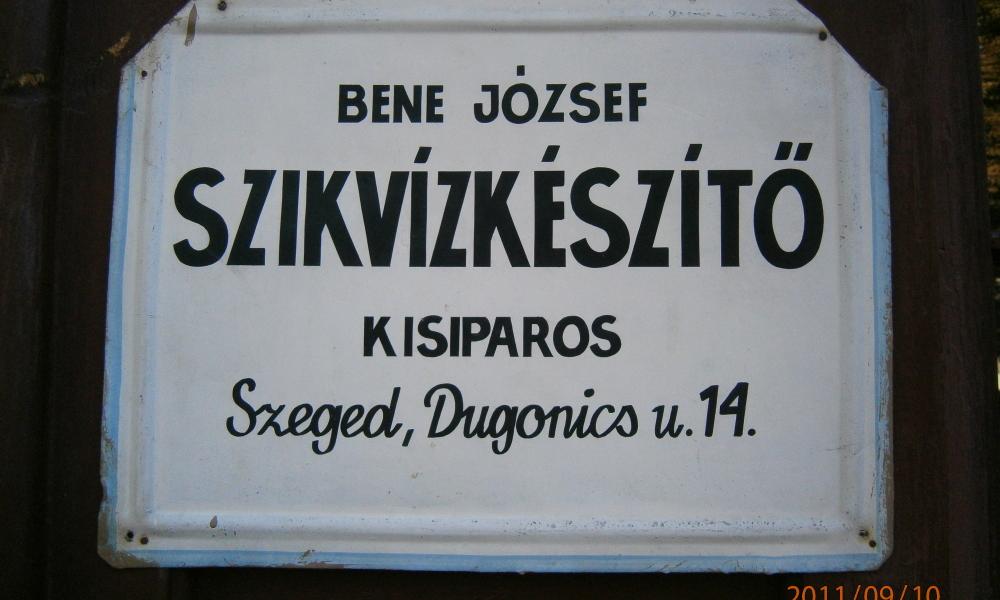 BENE JÓZSEF
SZIKVÍZKÉSZÍTŐ
KISIPAROS
Szeged, Dugonics u. 14.
2011/09/10